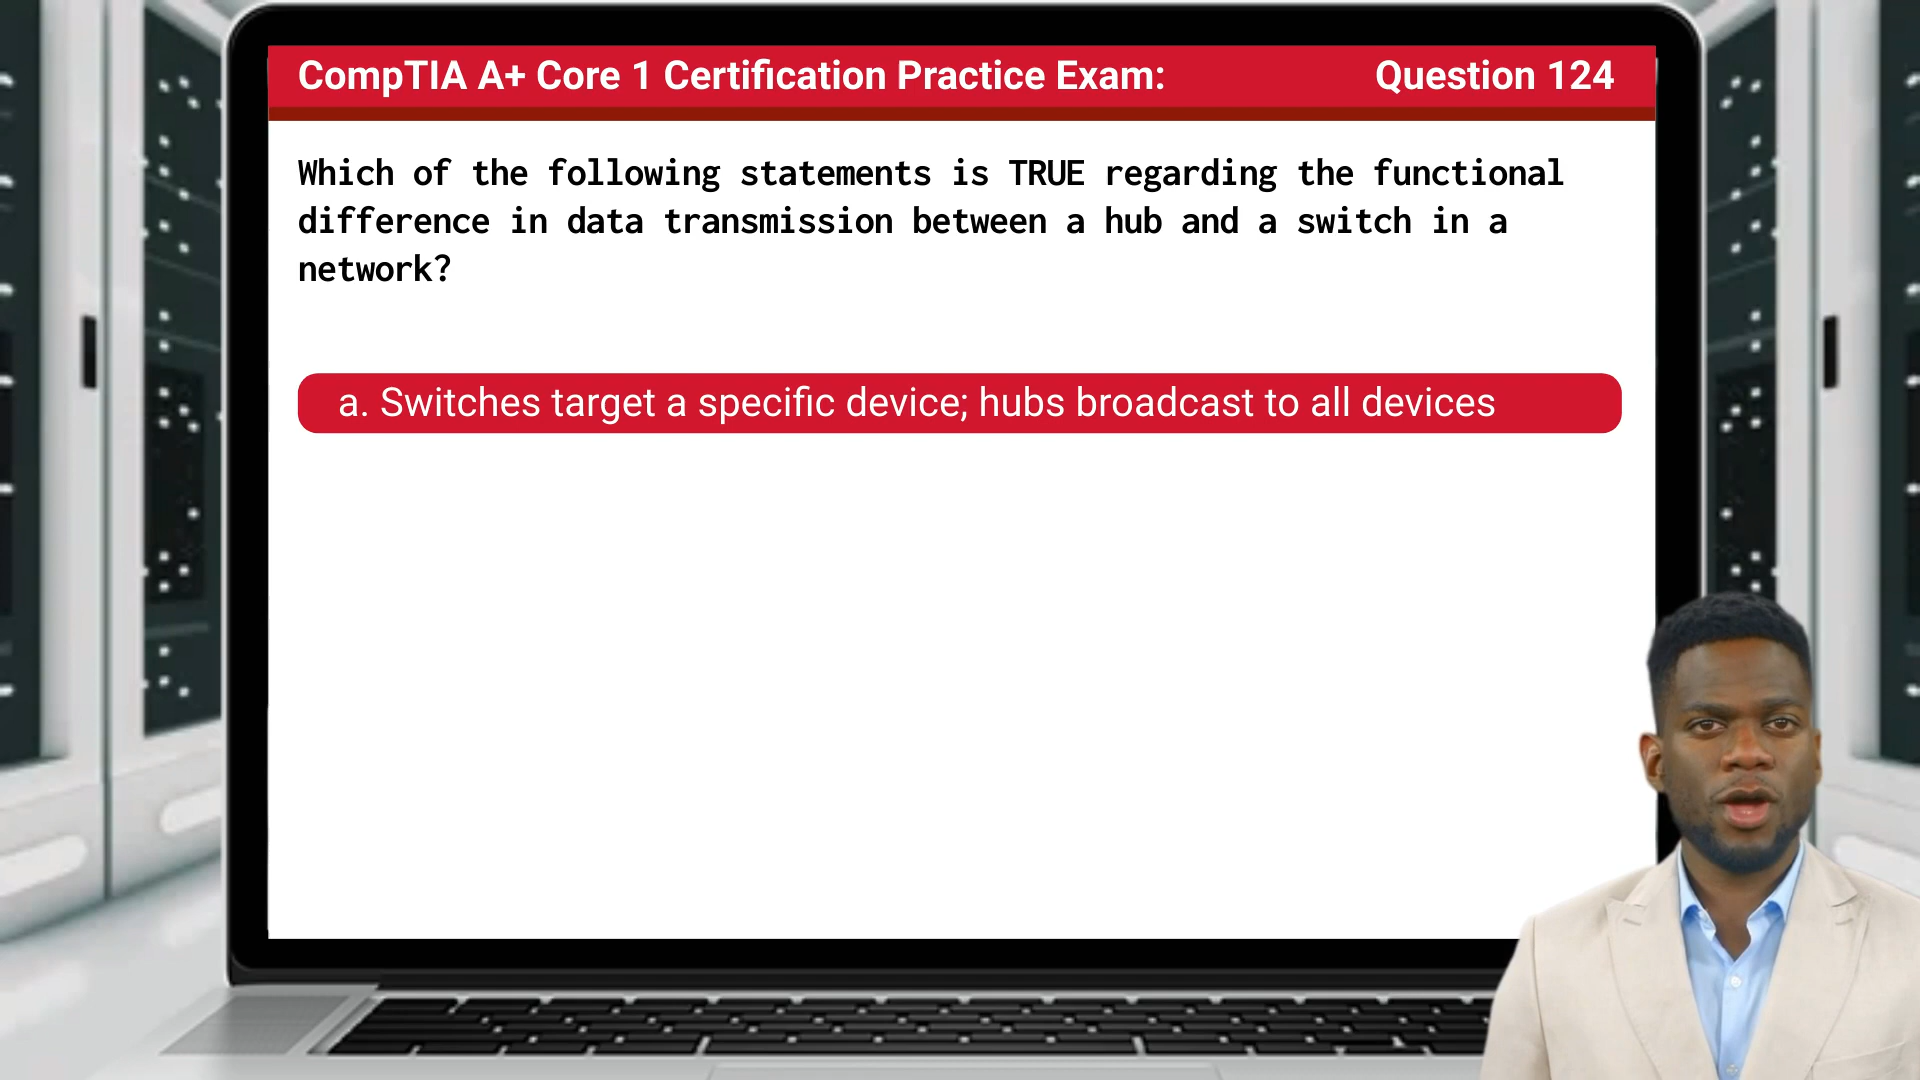 CompTIA A+ Core 1 Certification Practice Exam: Question 124
Which of the following statements is TRUE regarding the functional
difference in data transmission between a hub and a switch in a
network?
a. Switches target a specific device; hubs broadcast to all devices